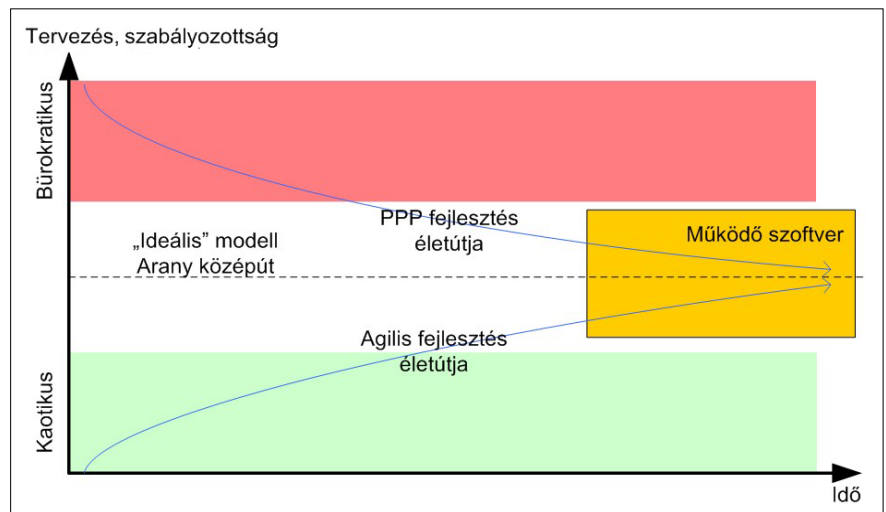 Tervezés, szabályozottság
Bürokratikus
PPP fejlesztés
életútja
Működő szoftver
„Ideális” modell
Arany középút
Agilis fejlesztés
életútja
Kaotikus
Idő